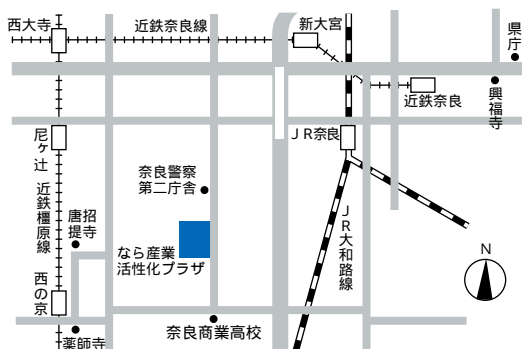 西大寺
近鉄奈良線
新大宮
県庁
近鉄奈良
興福寺
尼ヶ辻
JR奈良
奈良警察
第二庁舎
近鉄橿原線
唐招
提寺
なら産業
活性化プラザ
JR大和路線
N
西の京
奈良商業高校
薬師寺